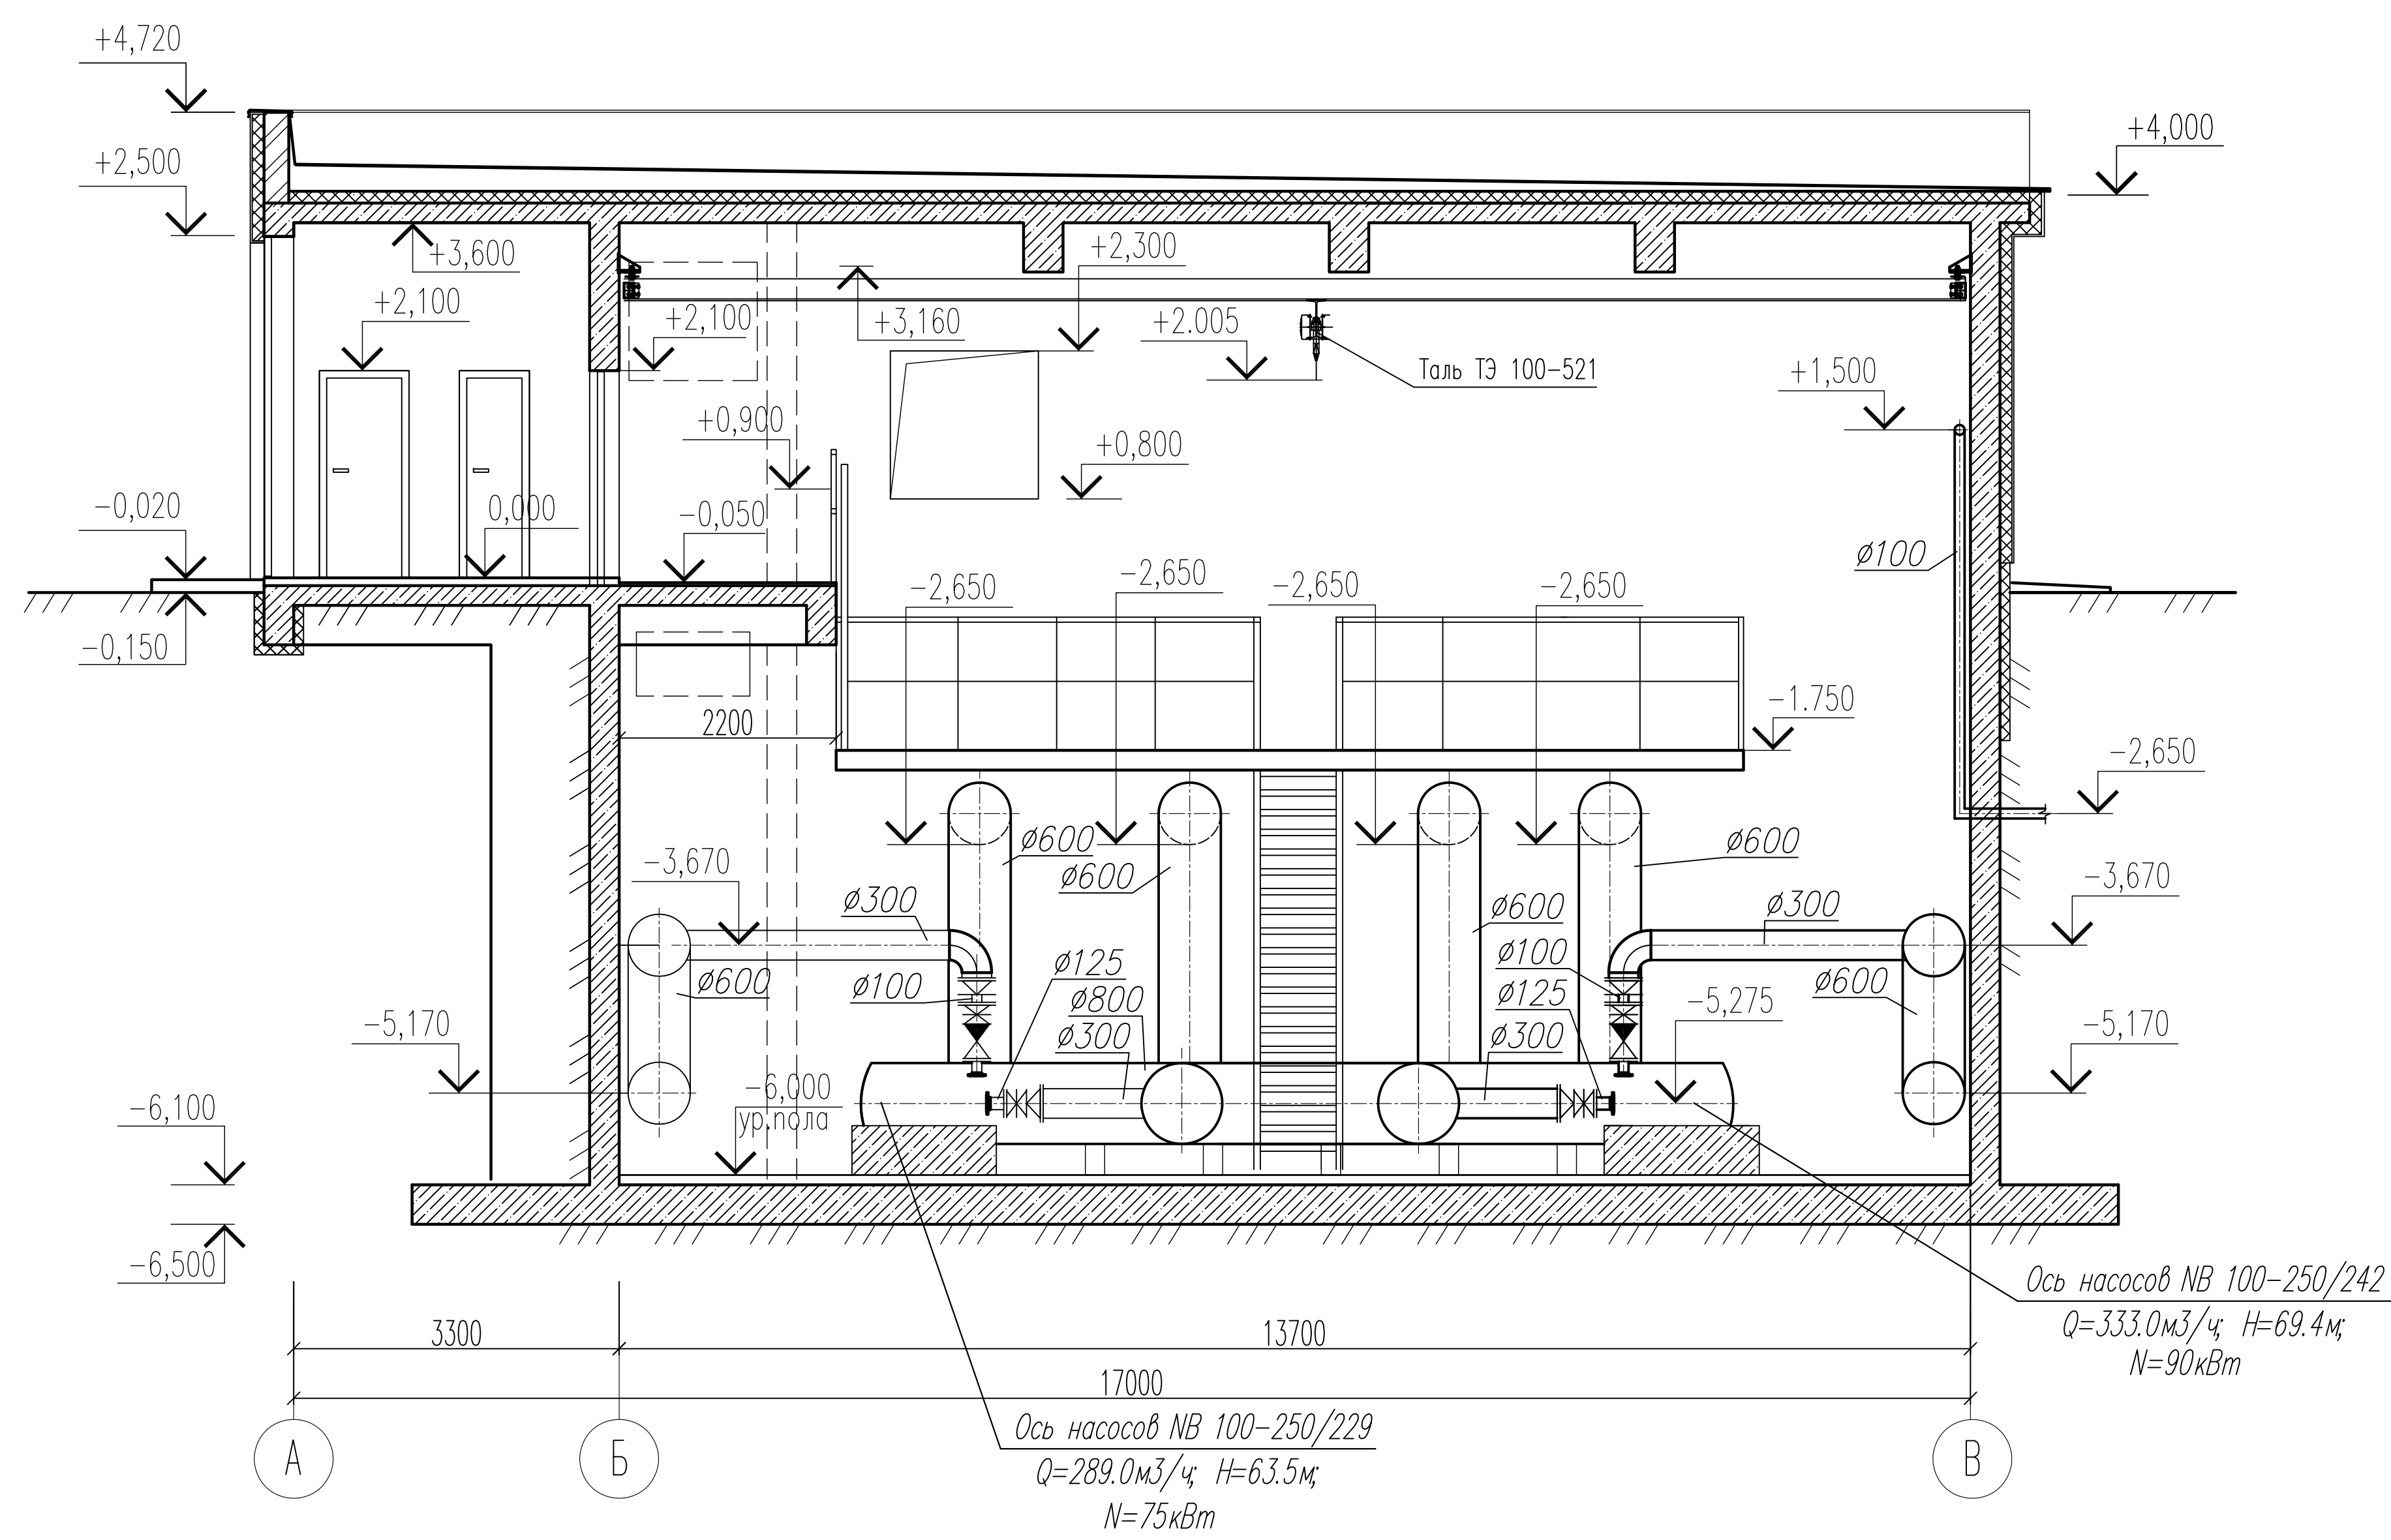 +4,720
+4,000
+2,500
+3,600
+2,300
+2,100
+2,100
+3,160
+2.005
Таль ТЭ 100-521
+1,500
+0,900
+0,800
-0,020
0,000
-0,050
ø100
-2,650
-2,650
-2,650
-2,650
-0,150
-1.750
2200
-2,650
ø600
ø600
ø600
-3,670
ø300
ø600
ø300
-3,670
ø125
ø100
ø600
ø100
ø800
ø125
-5,275
ø600
-5,170
ø300
ø300
-5,170
-6,100
-6,000
ур.пола
-6,500
Ось насосов NB 100-250/242
Q=333.0м3/ч; H=69.4м;
N=90кВт
3300
13700
17000
Ось насосов NB 100-250/229
Q=289.0м3/ч; H=63.5м;
N=75кВт
А
Б
В